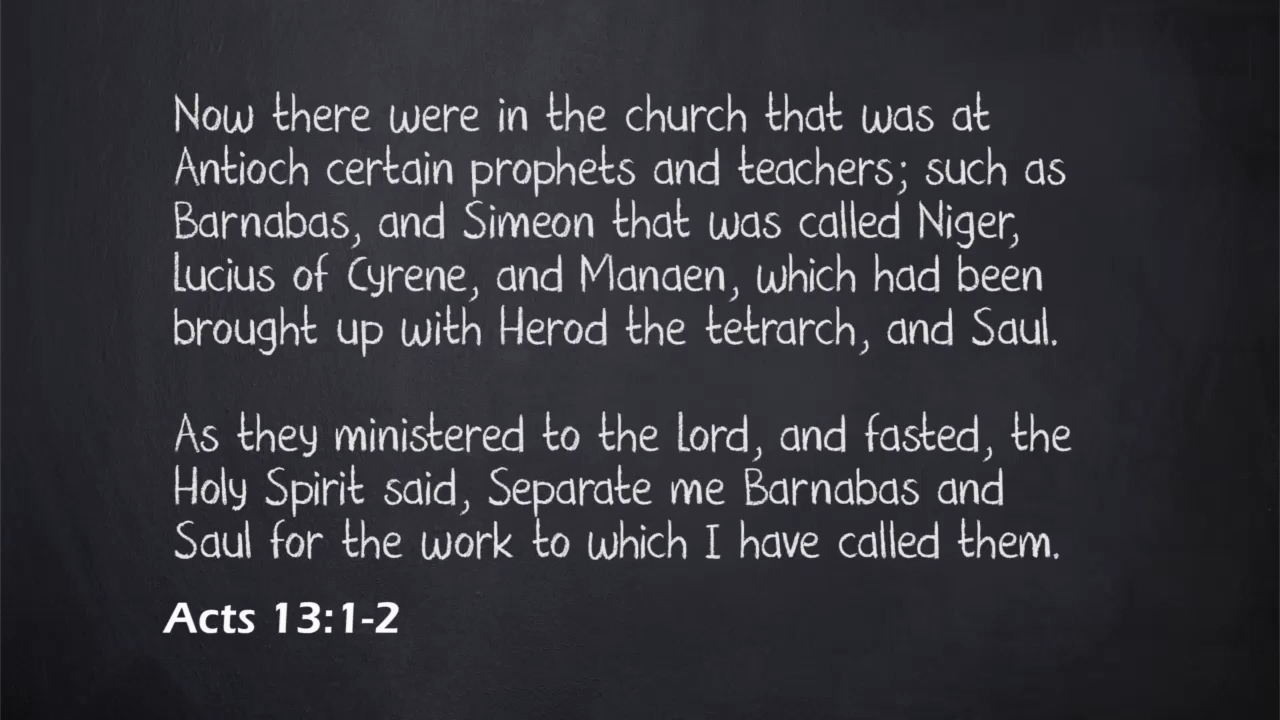 Now there were in the church that was at
Antioch certain prophets and teachers; such as
Barnabas, and Simeon that was called Niger,
Lucius of Cyrene, and Manaen, which had been
brought up with Herod the tetrarch, and Saul.
As they ministered to the Lord, and fasted, the
Holy Spirit said, Separate me Barnabas and
Saul for the work to which I have called them.
Acts 13:1-2